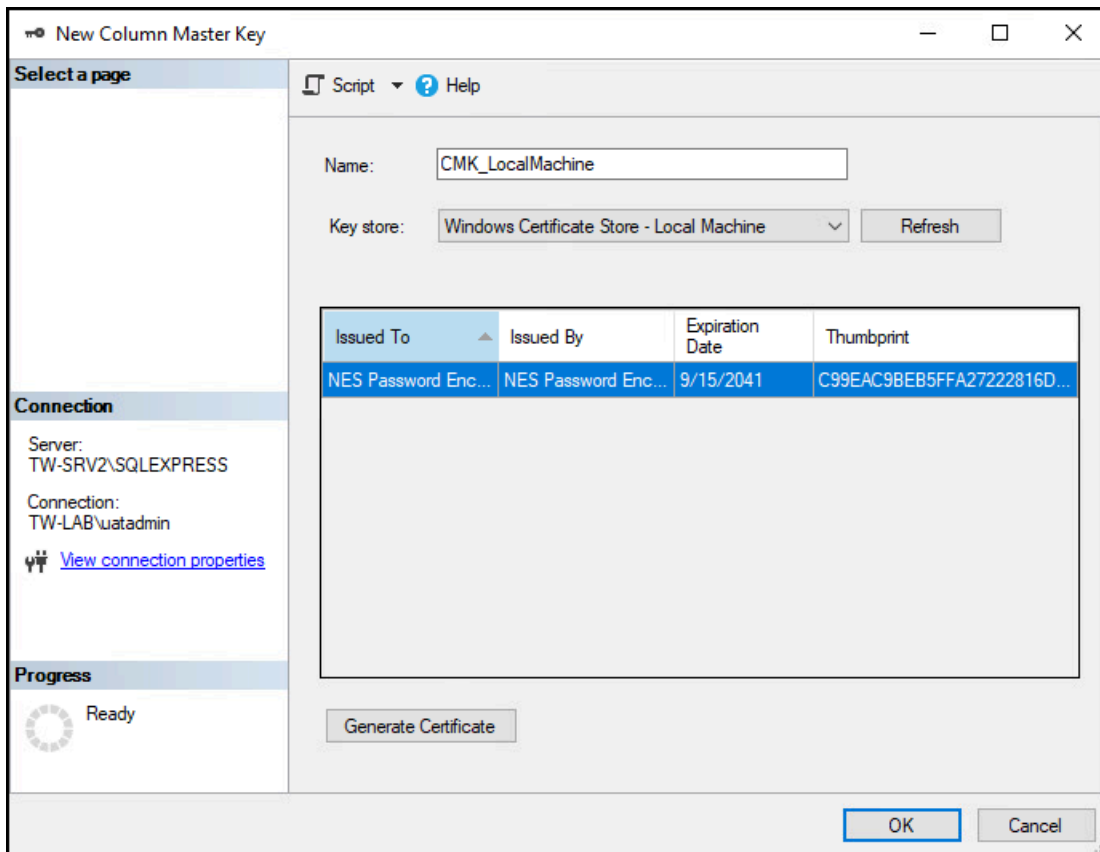 New Column Master Key
Select a page
Script
Help
Name:
CMK_LocalMachine
Key store:
Windows Certificate Store - Local Machine
Refresh
Issued To
Issued By
Expiration
Date
Thumbprint
NES Password Enc...
NES Password Enc...
9/15/2041
C99EAC9BEB5FFA27222816D...
Connection
Server:
TW-SRV2\SQLEXPRESS
Connection:
TW-LAB\uatadmin
View connection properties
Progress
Ready
Generate Certificate
OK
Cancel